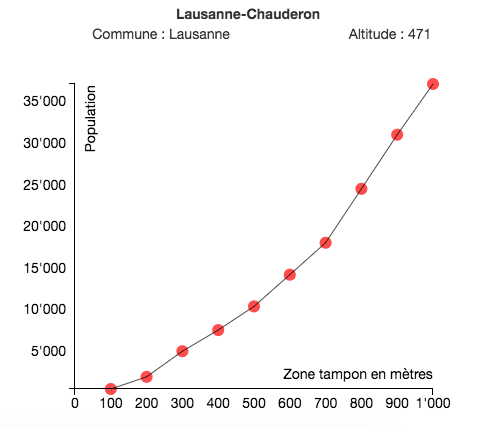 Lausanne-Chauderon
Commune : Lausanne Altitude : 471
Population
35'000
30'000
25'000
20'000
15'000
10'000
5'000
Zone tampon en mètres
0 100 200 300 400 500 600 700 800 900 1'000